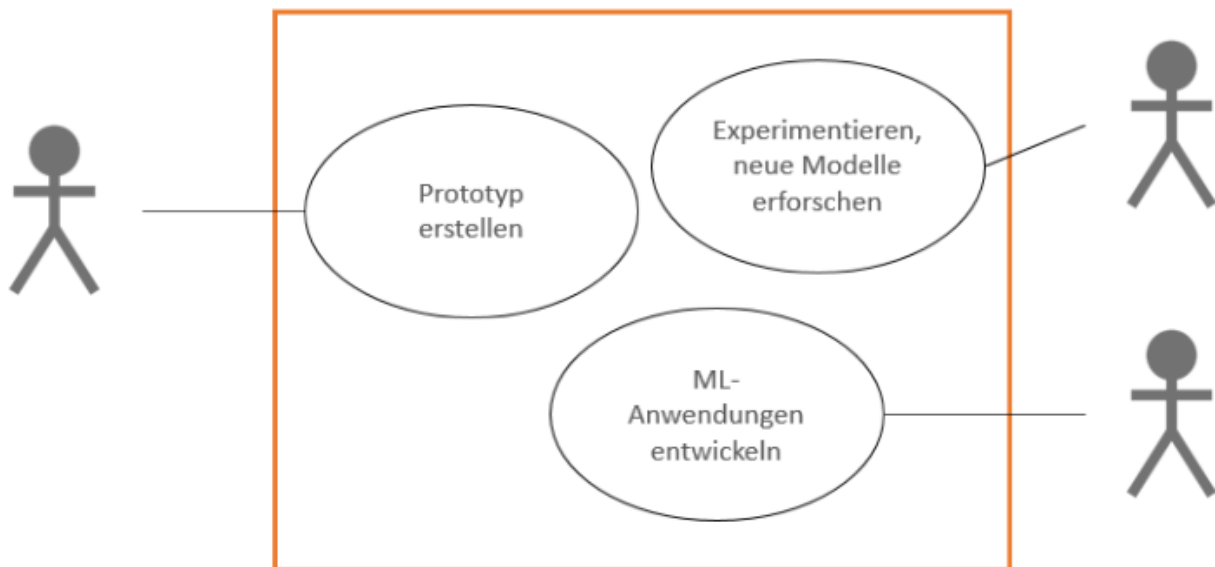 Prototyp
erstellen
Experimentieren,
neue Modelle
erforschen
ML-
Anwendungen
entwickeln